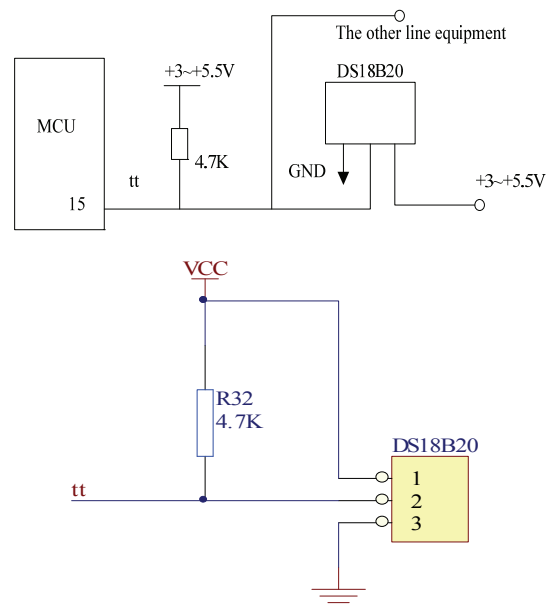 The other line equipment
+3~+5.5V
DS18B20
MCU
4.7K
GND
tt
+3~+5.5V
15
VCC
R32
4.7K
DS18B20
tt
1
2
3